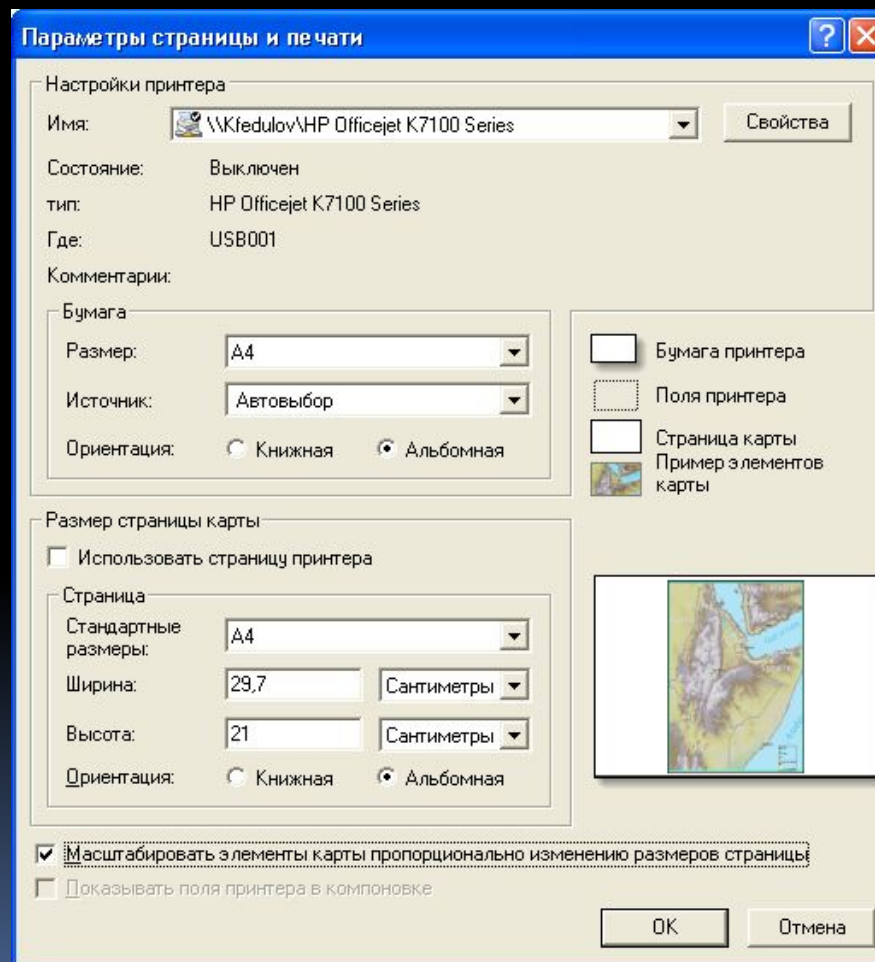 Параметры страницы и печати
Настройки принтера
Имя: \\Kfedulov\HP Officejet K7100 Series Свойства
Состояние: Выключен
тип: HP Officejet K7100 Series
Где: USB001
Комментарии:
Бумага
Размер: A4
Источник: Автовыбор
Ориентация: Книжная Альбомная
Бумага принтера
Поля принтера
Страница карты
Пример элементов
карты
Размер страницы карты
Использовать страницу принтера
Страница
Стандартные
размеры: A4
Ширина: 29,7 Сантиметры
Высота: 21 Сантиметры
Ориентация: Книжная Альбомная
Масштабировать элементы карты пропорционально изменению размеров страницы
Показывать поля принтера в компоновке
OK Отмена